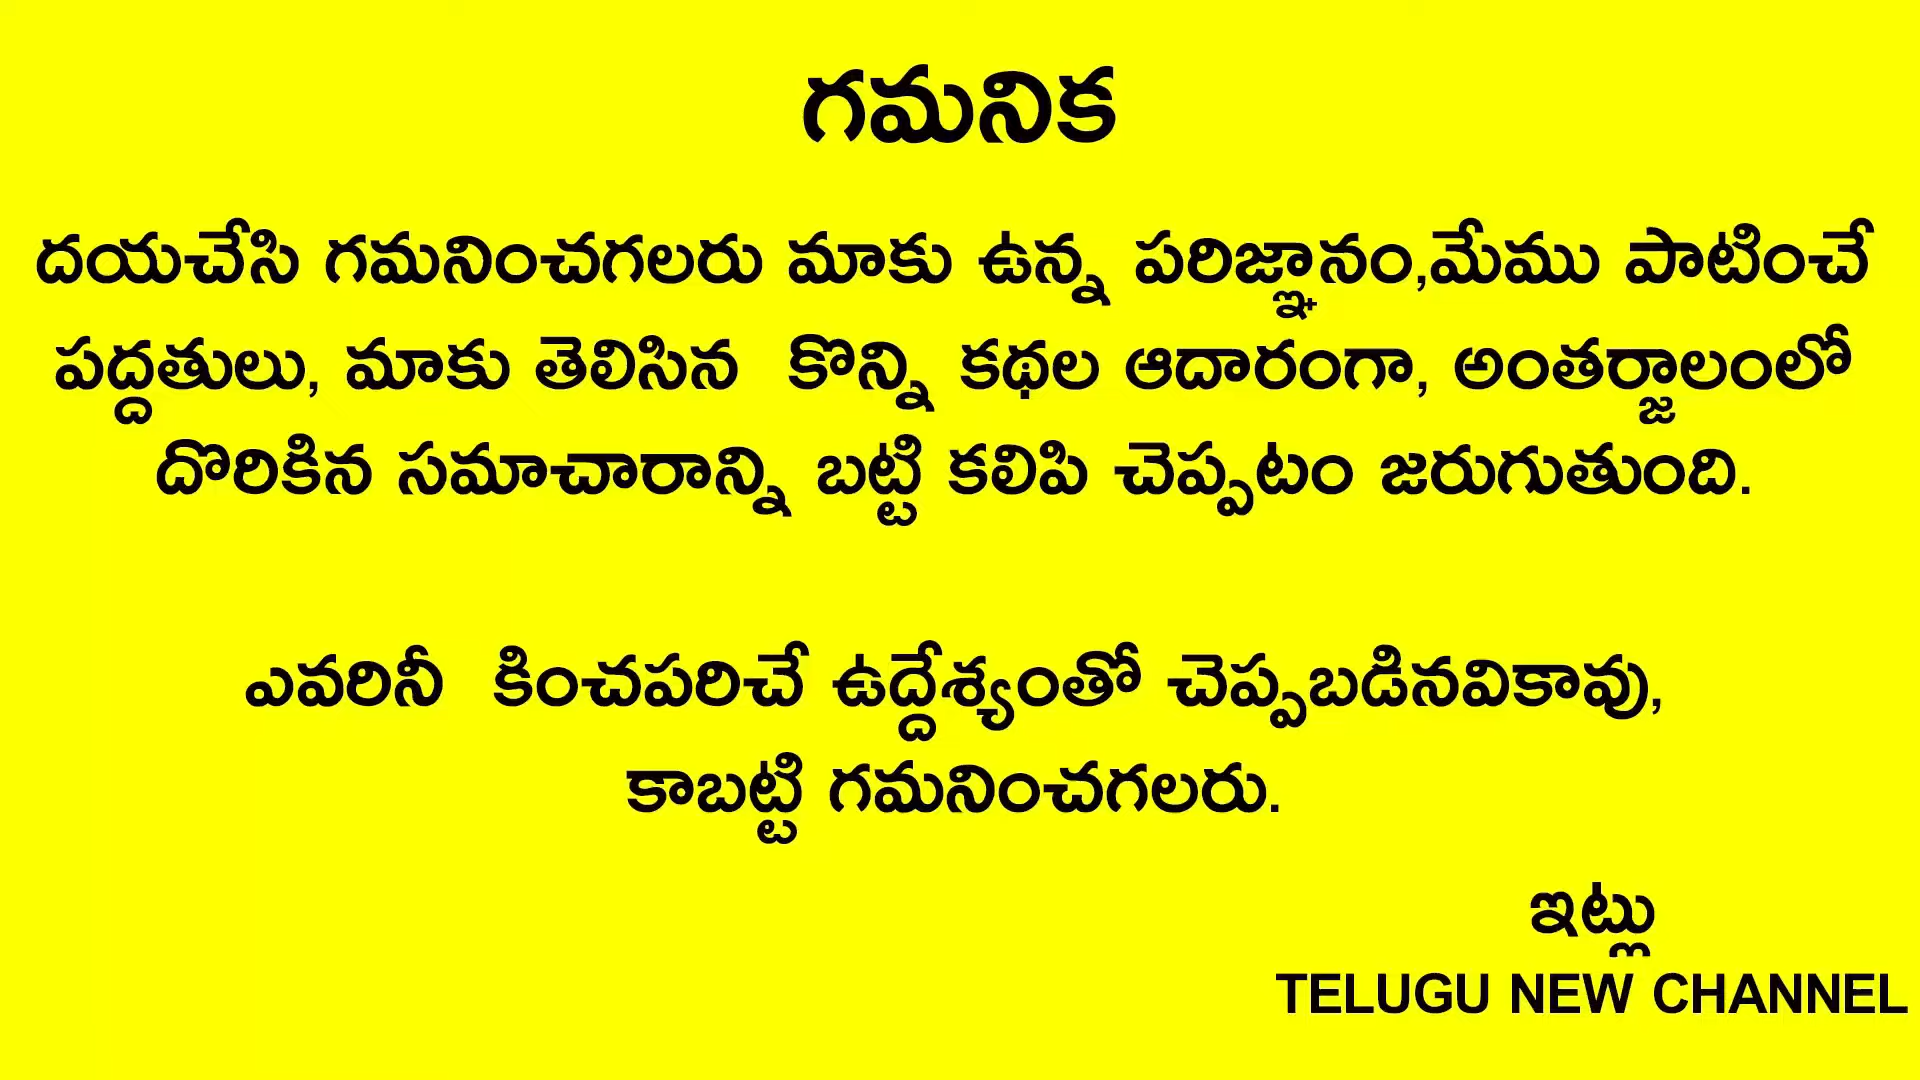 గమనిక
దయచేసి గమనించగలరు మాకు ఉన్న పరిజ్ఞానం,మేము పాటించే
పద్దతులు, మాకు తెలిసిన కొన్ని కథల ఆదారంగా, అంతర్జాలంలో
దొరికిన సమాచారాన్ని బట్టి కలిపి చెప్పటం జరుగుతుంది.
ఎవరినీ కించపరిచే ఉద్దేశ్యంతో చెప్పబడినవికావు,
కాబట్టి గమనించగలరు.
ఇట్లు
TELUGU NEW CHANNEL